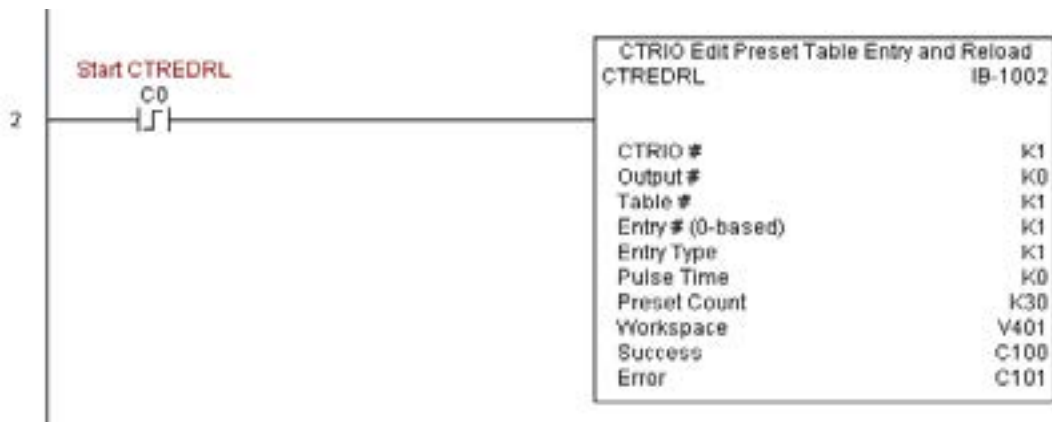 Start CTREDRL
C0
2
CTRIO Edit Preset Table Entry and Reload
CTREDRL IB-1002
CTRIO # K1
Output # K0
Table # K1
Entry # (0-based) K1
Entry Type K1
Pulse Time K0
Preset Count K30
Workspace V401
Success C100
Error C101